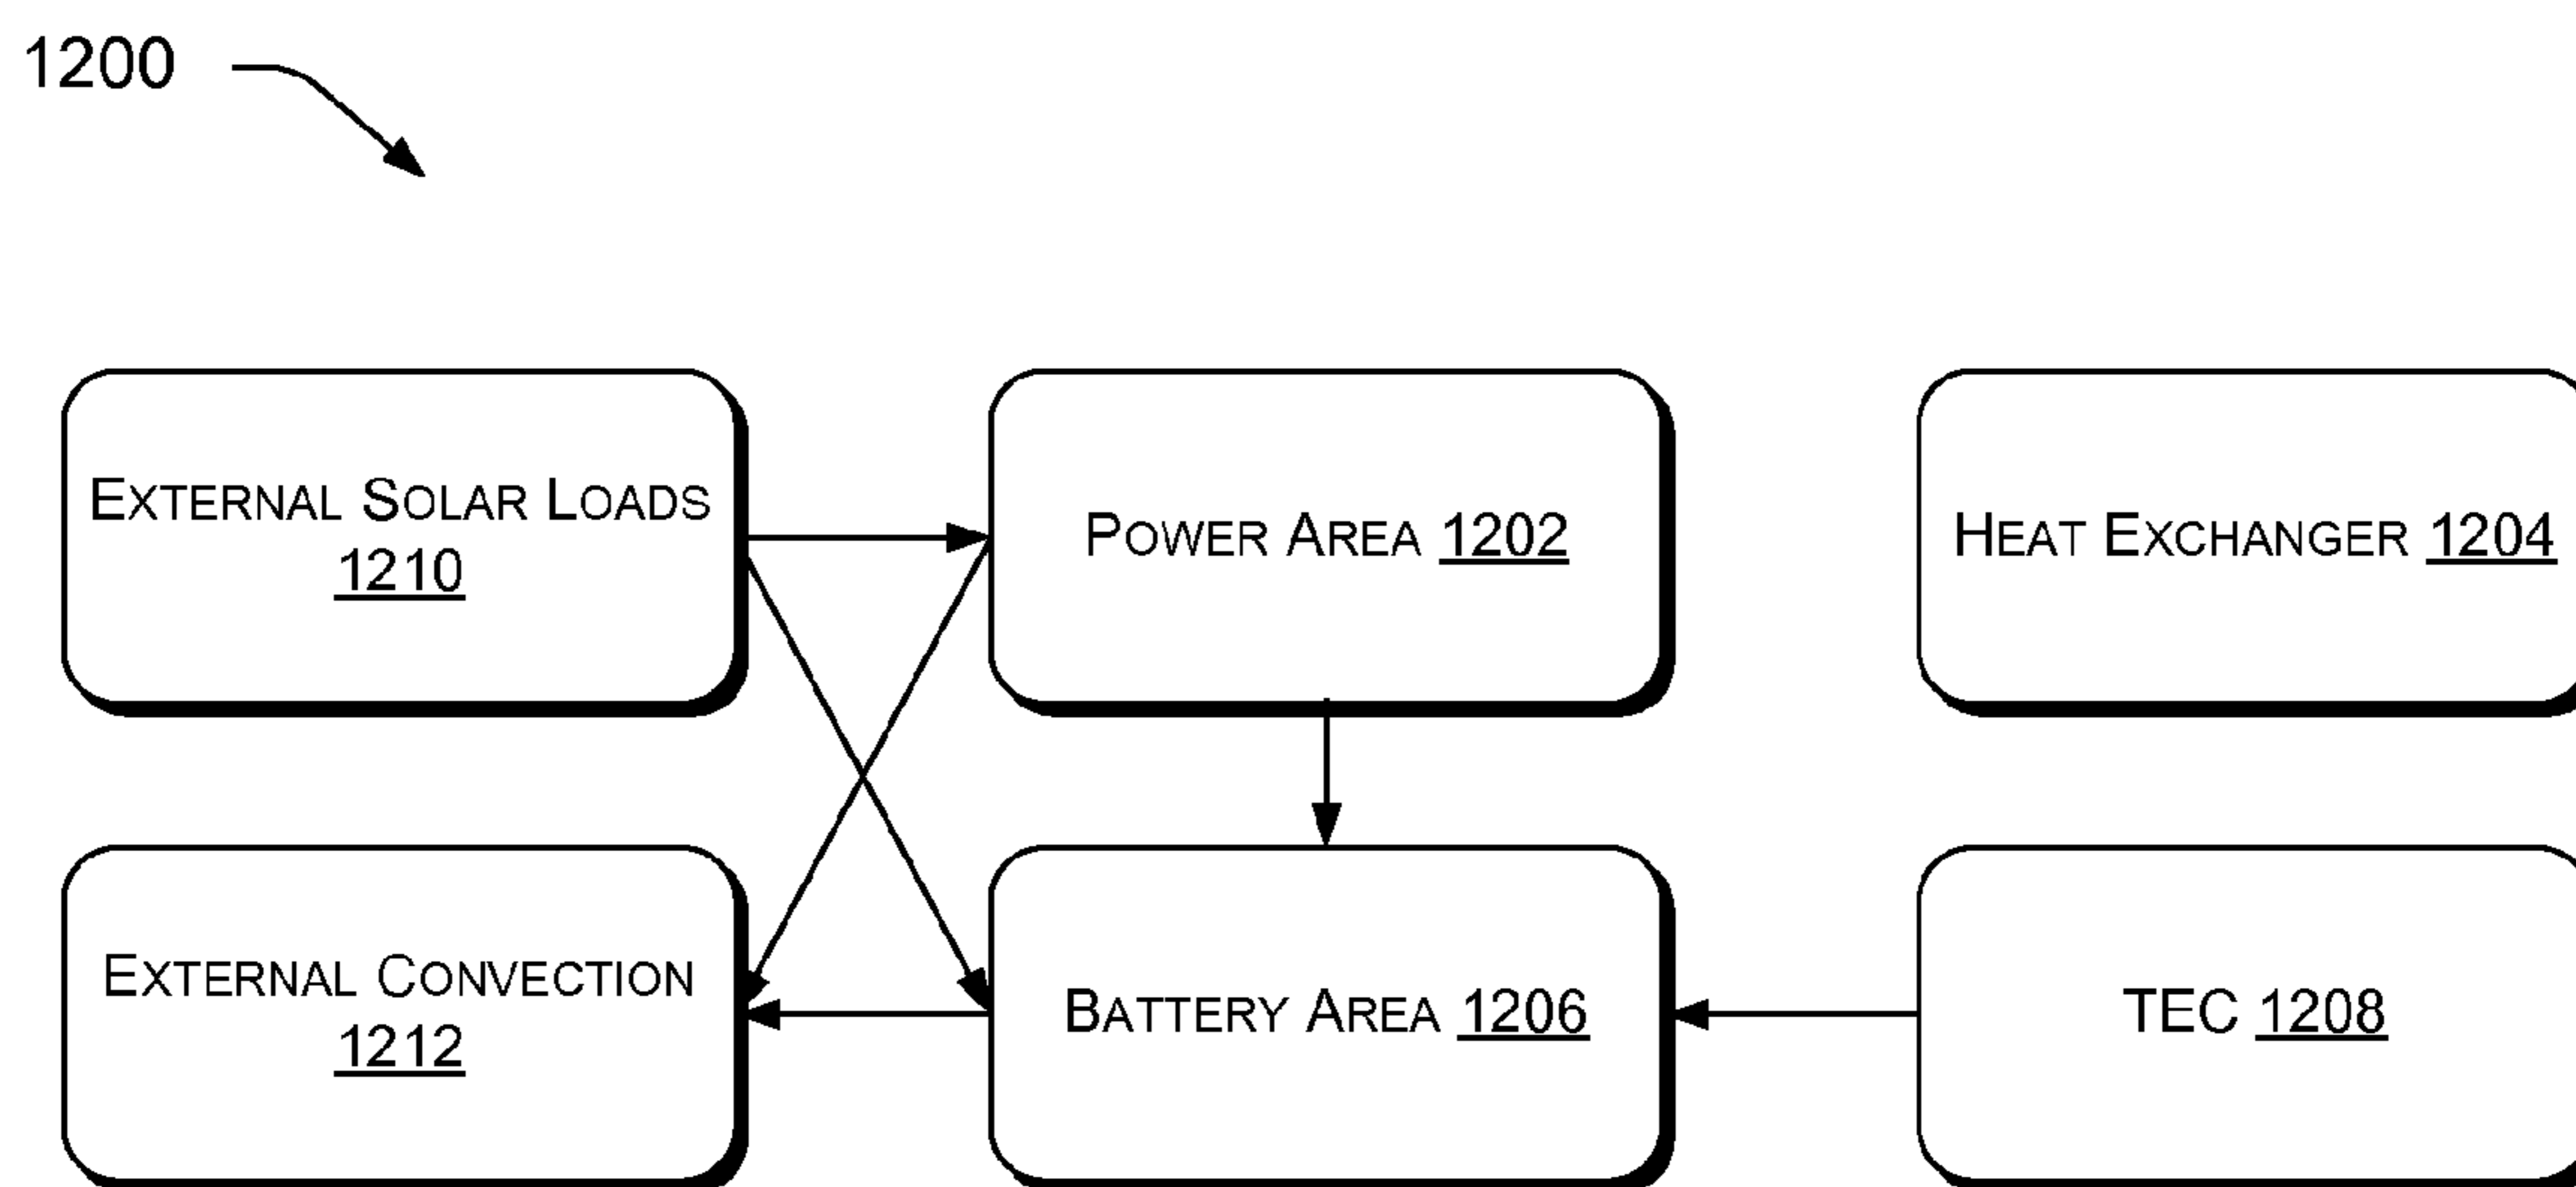 1200
External Solar Loads
1210
Power Area 1202
Heat Exchanger 1204
External Convection
1212
Battery Area 1206
TEC 1208